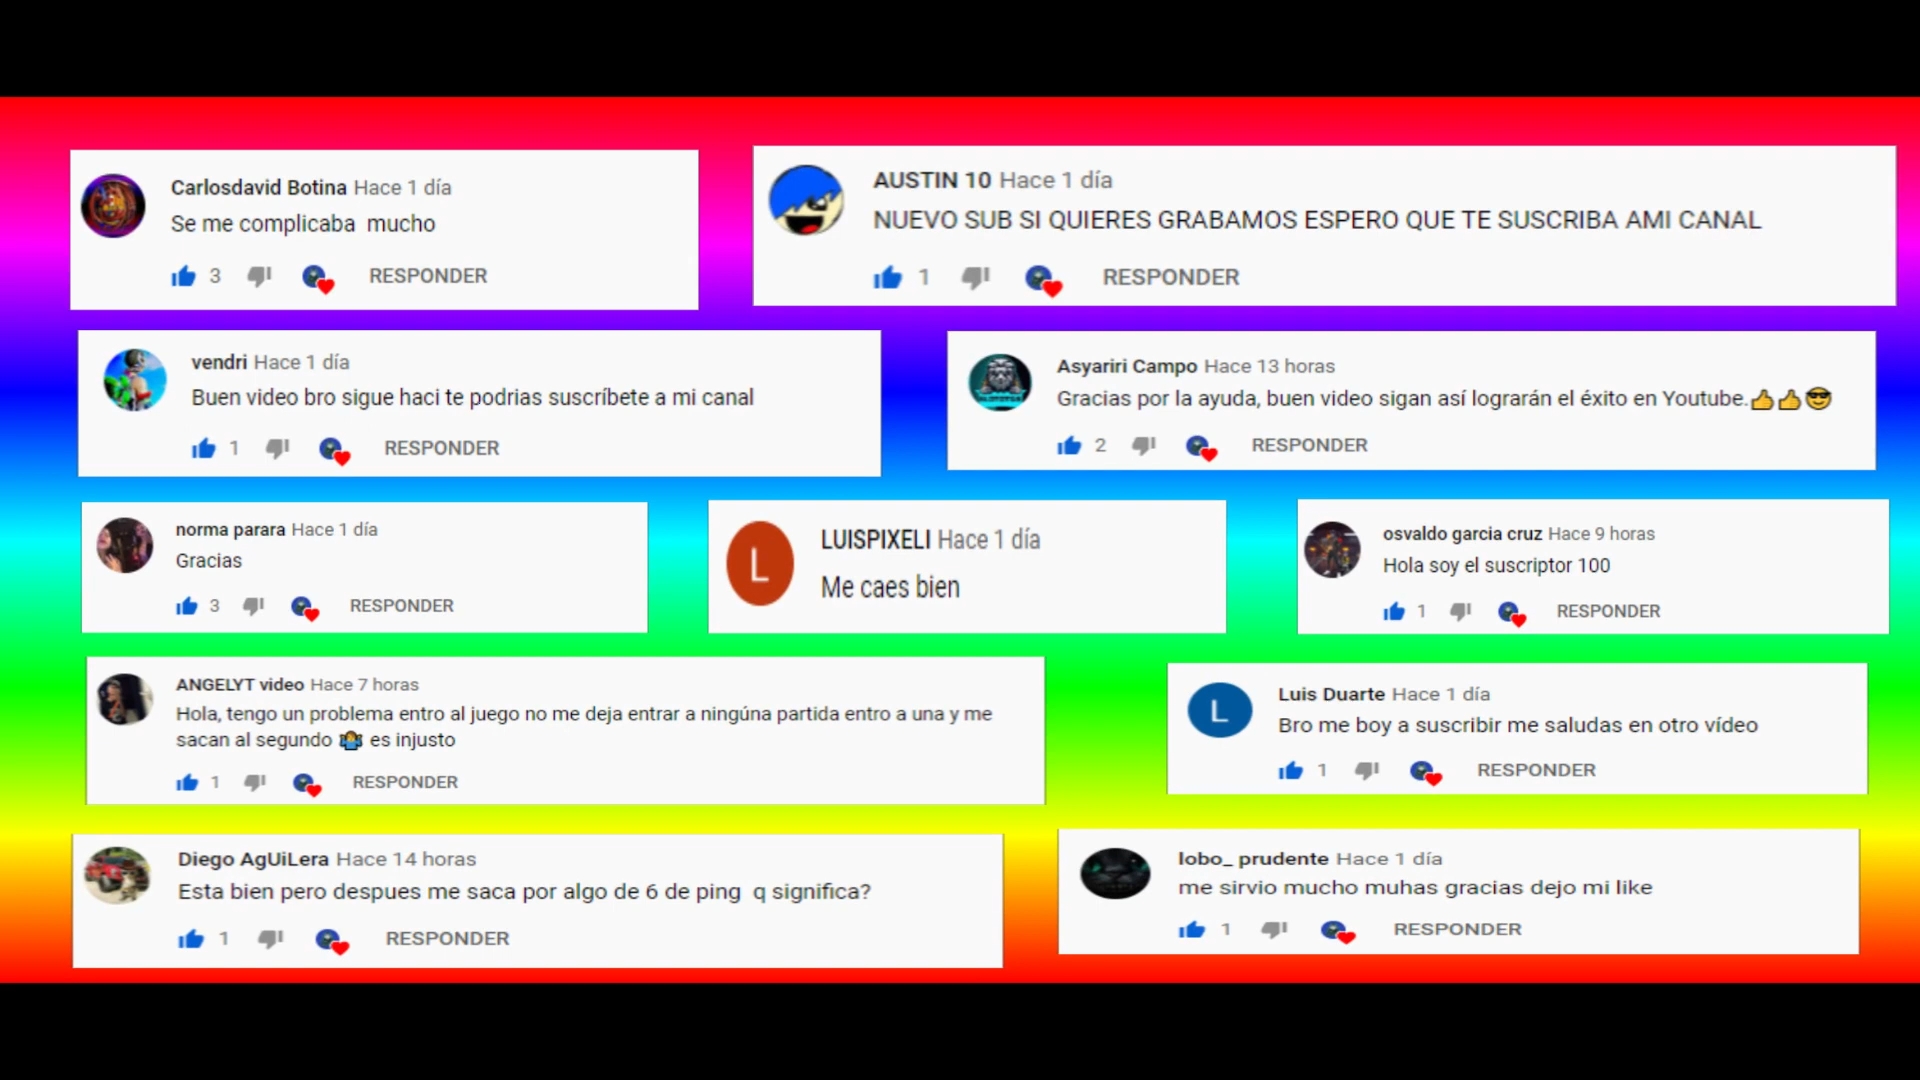 Carlosdavid Botina Hace 1 día
Se me complicaba mucho
3 RESPONDER
AUSTIN 10 Hace 1 día
NUEVO SUB SI QUIERES GRABAMOS ESPERO QUE TE SUSCRIBA AMI CANAL
1 RESPONDER
vendri Hace 1 día
Buen video bro sigue haci te podrias suscríbete a mi canal
1 RESPONDER
Asyariri Campo Hace 13 horas
Gracias por la ayuda, buen video sigan así lograrán el éxito en Youtube.👍👍😎
2 RESPONDER
norma parara Hace 1 día
Gracias
3 RESPONDER
L
LUISPIXELI Hace 1 día
Me caes bien
osvaldo garcia cruz Hace 9 horas
Hola soy el suscriptor 100
1 RESPONDER
ANGELYT video Hace 7 horas
Hola, tengo un problema entro al juego no me deja entrar a ningúna partida entro a una y me
sacan al segundo 🤷 es injusto
1 RESPONDER
L
Luis Duarte Hace 1 día
Bro me boy a suscribir me saludas en otro vídeo
1 RESPONDER
Diego AgUiLera Hace 14 horas
Esta bien pero despues me saca por algo de 6 de ping q significa?
1 RESPONDER
lobo_ prudente Hace 1 día
me sirvio mucho muhas gracias dejo mi like
1 RESPONDER